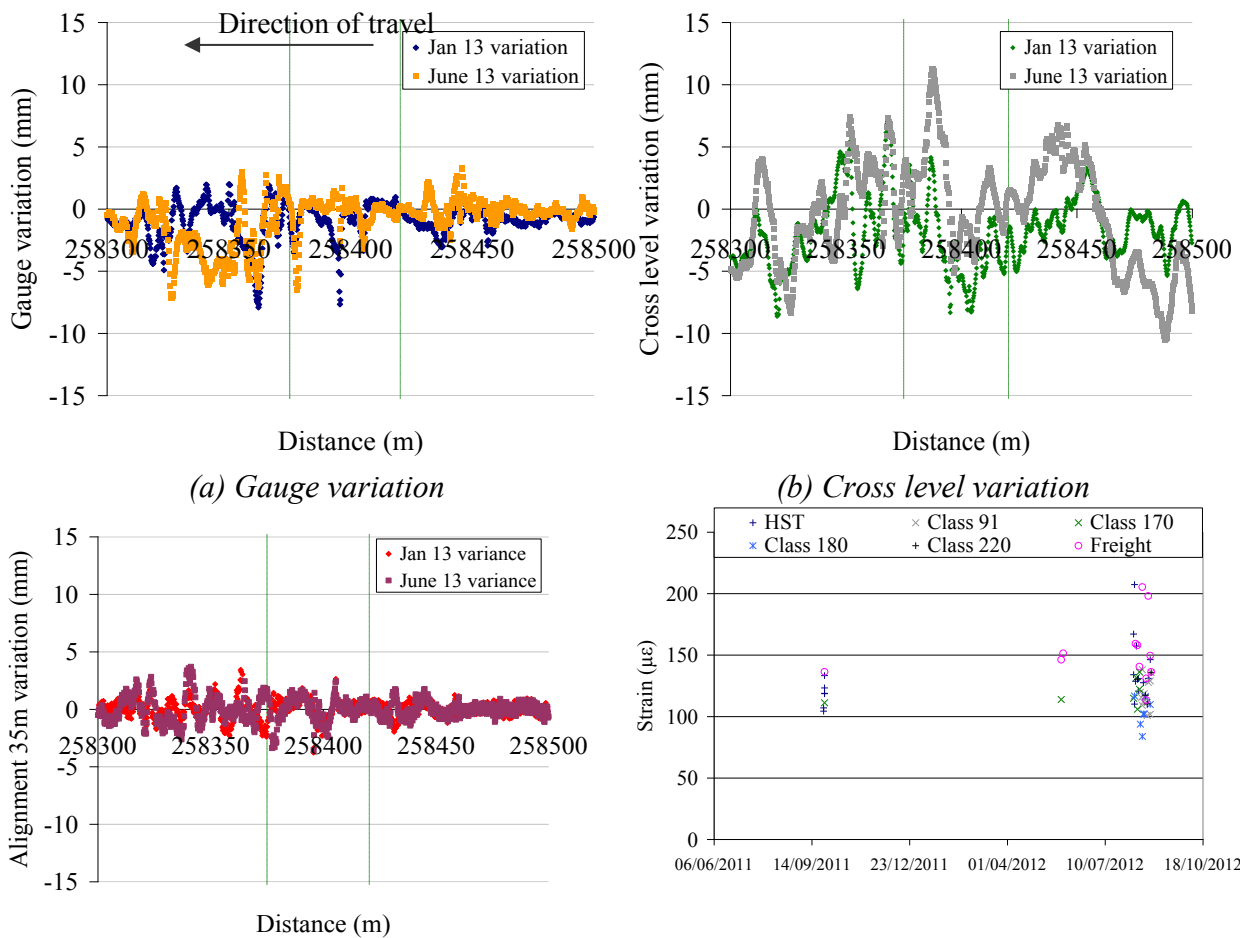 Direction of travel
Jan 13 variation
June 13 variation
15
10
5
0
-5
-10
-15
Gauge variation (mm)
258300 258350 258400 258450 258500
Distance (m)
(a) Gauge variation
Jan 13 variation
June 13 variation
15
10
5
0
-5
-10
-15
Cross level variation (mm)
258300 258350 258400 258450 258500
Distance (m)
(b) Cross level variation
Jan 13 variance
June 13 variance
15
10
5
0
-5
-10
-15
Alignment 35m variation (mm)
258300 258350 258400 258450 258500
Distance (m)
HST Class 91 Class 170
Class 180 Class 220 Freight
250
200
150
100
50
0
Strain (με)
06/06/2011 14/09/2011 23/12/2011 01/04/2012 10/07/2012 18/10/2012